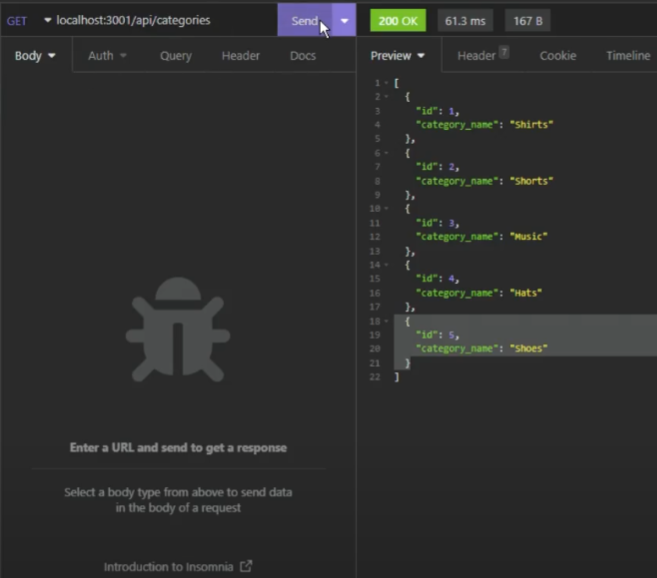 GET localhost:3001/api/categories Send 200 OK 61.3 ms 167 B
Body Auth Query Header Docs Preview Header 7 Cookie Timeline
1 [
2 {
3 "id": 1,
4 "category_name": "Shirts"
5 },
6 {
7 "id": 2,
8 "category_name": "Shorts"
9 },
10 {
11 "id": 3,
12 "category_name": "Music"
13 },
14 {
15 "id": 4,
16 "category_name": "Hats"
17 },
18 {
19 "id": 5,
20 "category_name": "Shoes"
21 }
22 ]
Enter a URL and send to get a response
Select a body type from above to send data
in the body of a request
Introduction to Insomnia